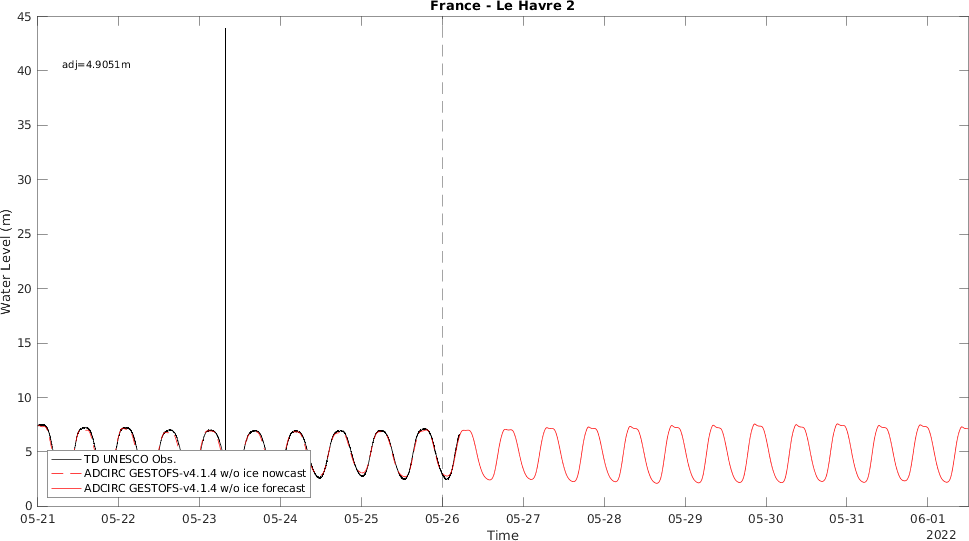 France - Le Havre 2
45
adj=4.9051m
40
35
30
25
20
15
10
5
0
Water Level (m)
TD UNESCO Obs.
ADCIRC GESTOFS-v4.1.4 w/o ice nowcast
ADCIRC GESTOFS-v4.1.4 w/o ice forecast
05-21 05-22 05-23 05-24 05-25 05-26 05-27 05-28 05-29 05-30 05-31 06-01
Time
2022